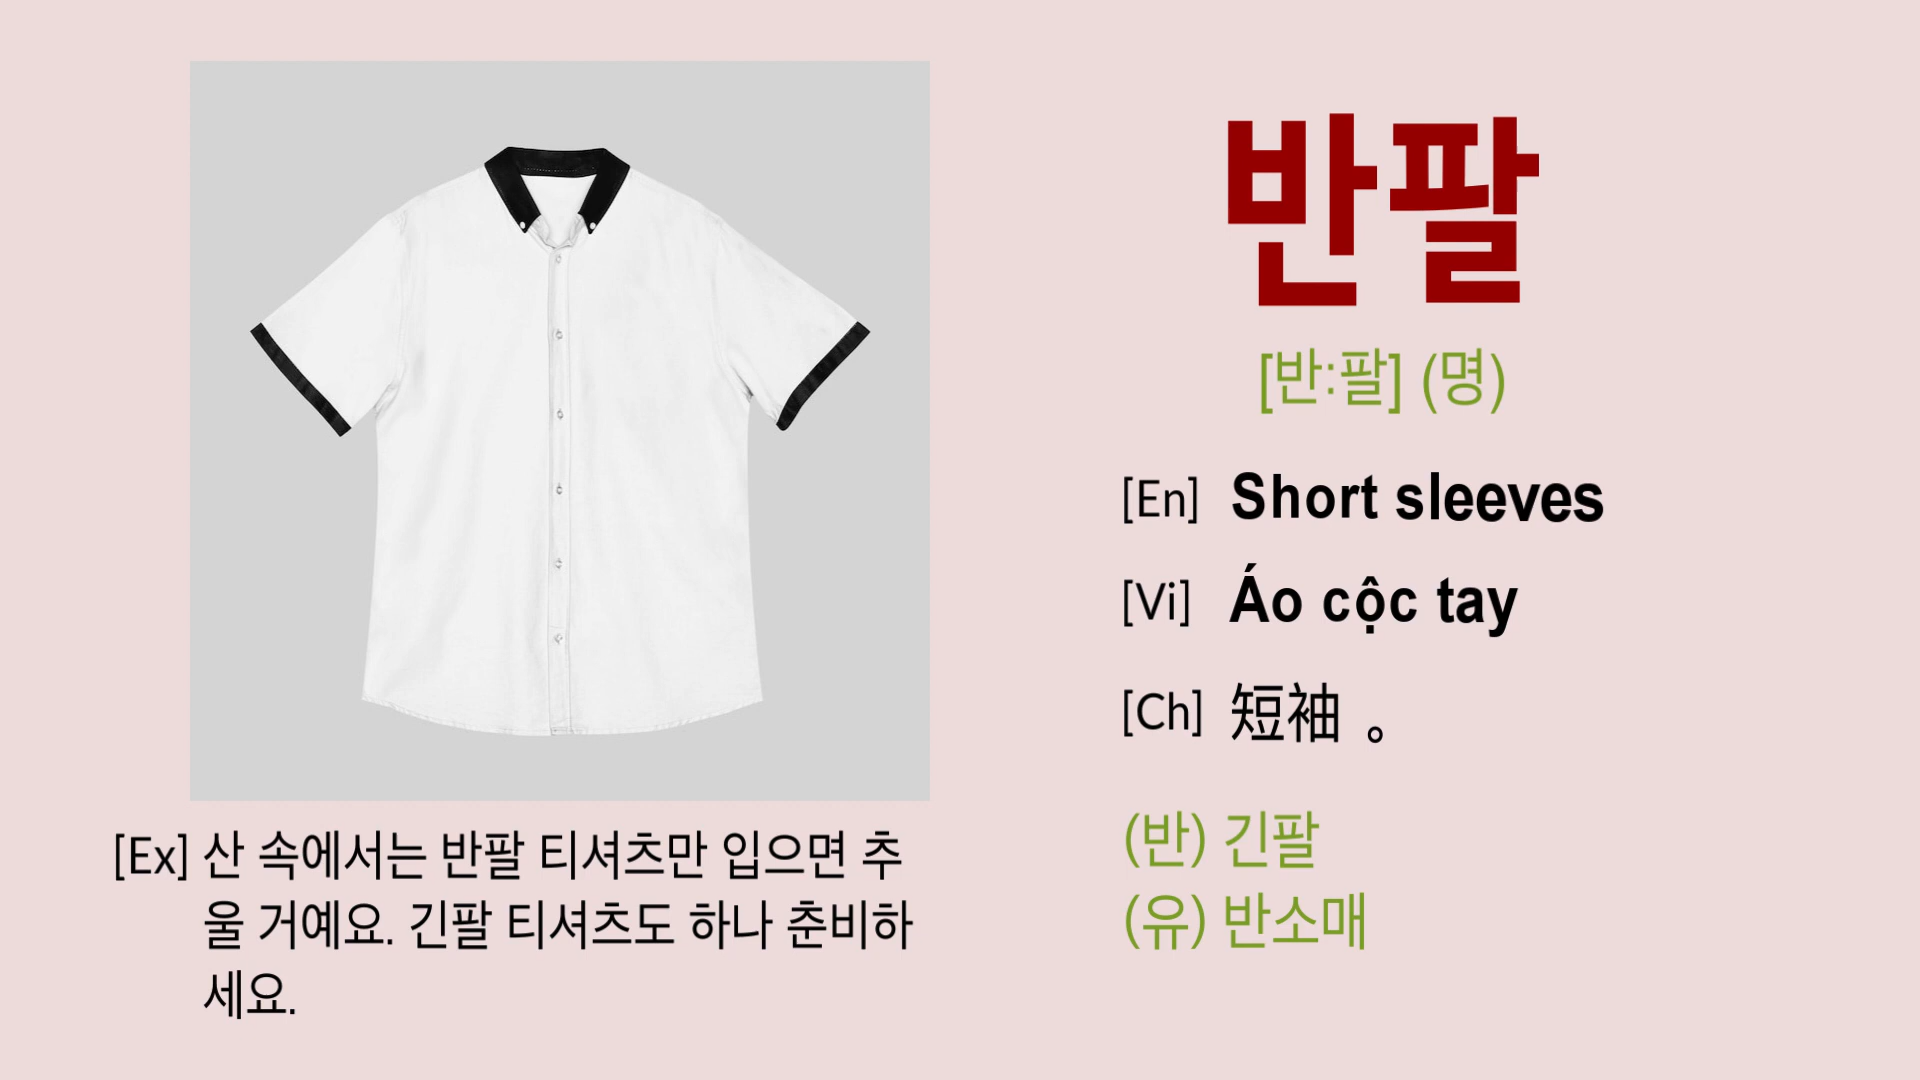 반팔
[반:팔] (명)
[En] Short sleeves
[Vi] Áo cộc tay
[Ch] 短袖 。
(반) 긴팔
(유) 반소매
[Ex] 산 속에서는 반팔 티셔츠만 입으면 추
울 거예요. 긴팔 티셔츠도 하나 춘비하
세요.